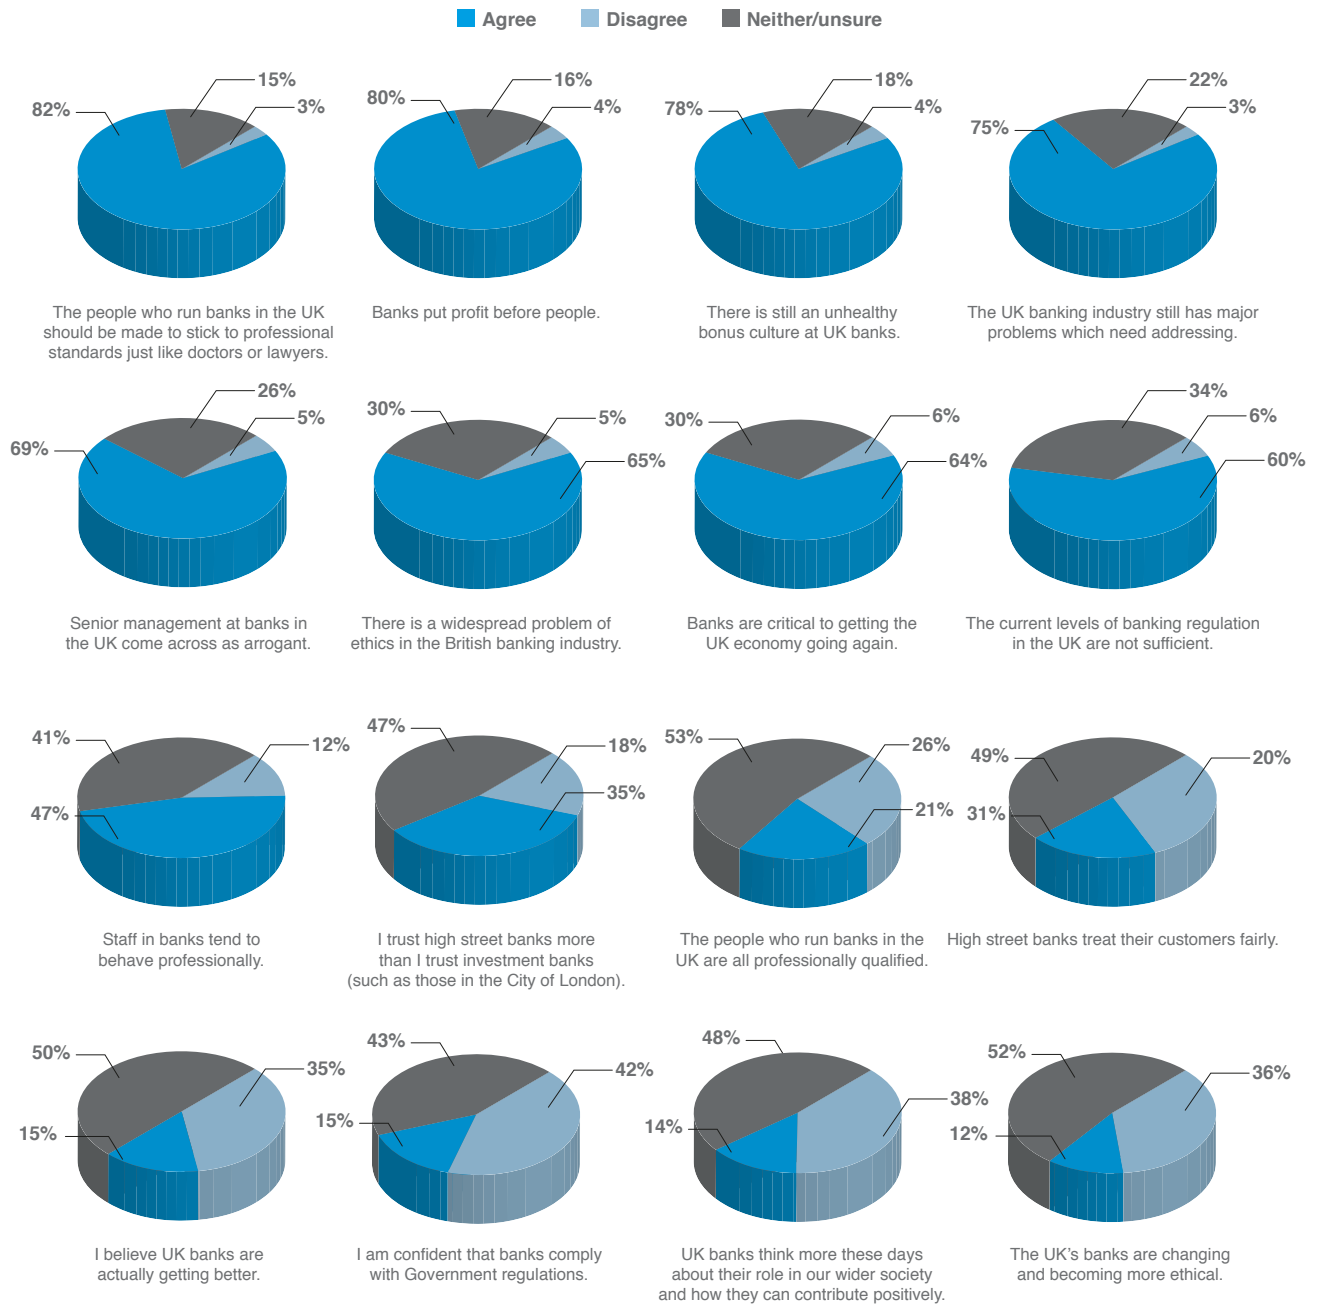 Agree Disagree Neither/unsure
82% 15% 3%
The people who run banks in the UK
should be made to stick to professional
standards just like doctors or lawyers.
80% 16% 4%
Banks put profit before people.
78% 18% 4%
There is still an unhealthy
bonus culture at UK banks.
75% 22% 3%
The UK banking industry still has major
problems which need addressing.
69% 26% 5%
Senior management at banks in
the UK come across as arrogant.
30% 5% 65%
There is a widespread problem of
ethics in the British banking industry.
30% 6% 64%
Banks are critical to getting the
UK economy going again.
34% 6% 60%
The current levels of banking regulation
in the UK are not sufficient.
41% 12% 47%
Staff in banks tend to
behave professionally.
47% 18% 35%
I trust high street banks more
than I trust investment banks
(such as those in the City of London).
53% 26% 21%
The people who run banks in the
UK are all professionally qualified.
49% 20% 31%
High street banks treat their customers fairly.
50% 35% 15%
I believe UK banks are
actually getting better.
43% 42% 15%
I am confident that banks comply
with Government regulations.
48% 38% 14%
UK banks think more these days
about their role in our wider society
and how they can contribute positively.
52% 36% 12%
The UK's banks are changing
and becoming more ethical.